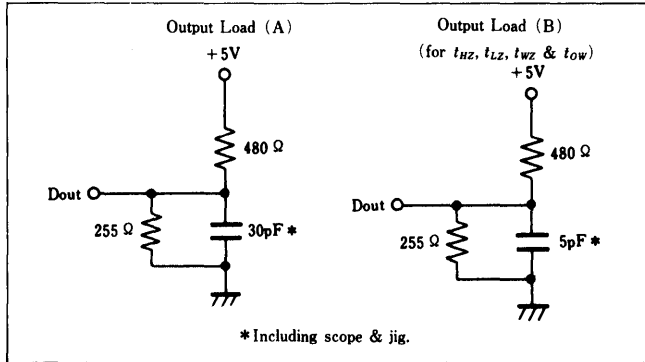 Output Load (A)
+5V
480 Ω
Dout
255 Ω
30pF *
Output Load (B)
(for tHZ, tLZ, tWZ & tOW)
+5V
480 Ω
Dout
255 Ω
5pF *
*Including scope & jig.